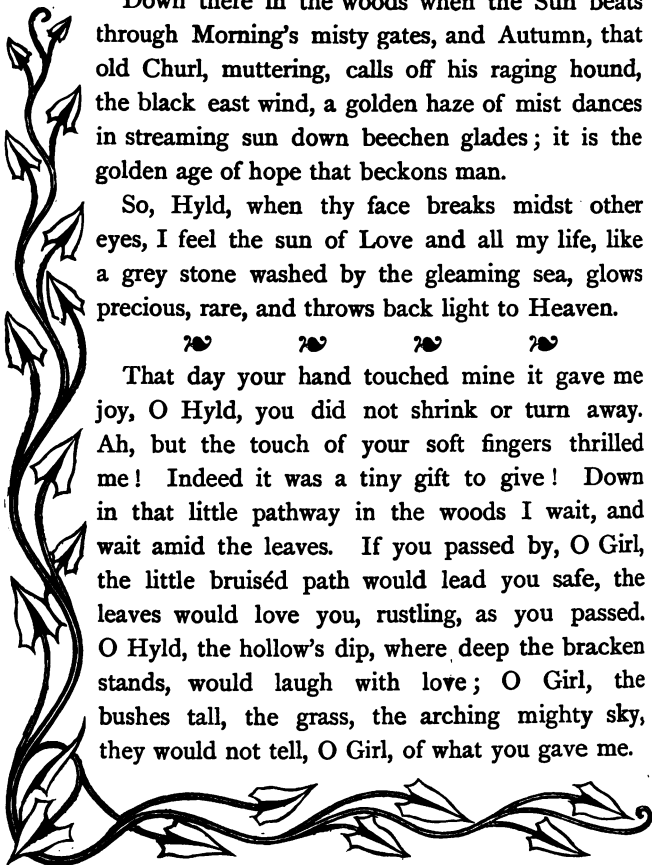 Down there in the woods when the Sun beats
through Morning's misty gates, and Autumn, that
old Churl, muttering, calls off his raging hound,
the black east wind, a golden haze of mist dances
in streaming sun down beechen glades; it is the
golden age of hope that beckons man.
So, Hyld, when thy face breaks midst other
eyes, I feel the sun of Love and all my life, like
a grey stone washed by the gleaming sea, glows
precious, rare, and throws back light to Heaven.
That day your hand touched mine it gave me
joy, O Hyld, you did not shrink or turn away.
Ah, but the touch of your soft fingers thrilled
me! Indeed it was a tiny gift to give! Down
in that little pathway in the woods I wait, and
wait amid the leaves. If you passed by, O Girl,
the little bruiséd path would lead you safe, the
leaves would love you, rustling, as you passed.
O Hyld, the hollow's dip, where deep the bracken
stands, would laugh with love; O Girl, the
bushes tall, the grass, the arching mighty sky,
they would not tell, O Girl, of what you gave me.